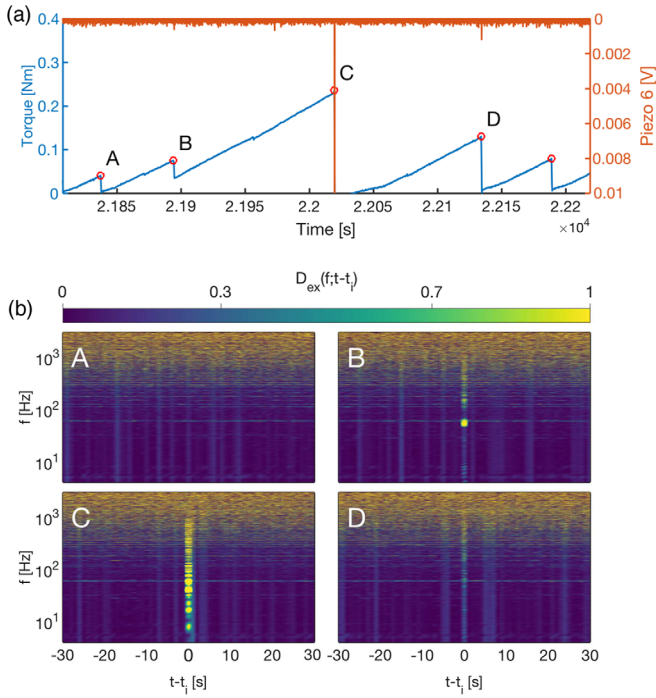 (a)
0.4
0.3
0.2
0.1
0
Torque [Nm]
A
B
C
D
0
0.002
0.004
0.006
0.008
0.01
Piezo 6 [V]
2.185
2.19
2.195
2.2
2.205
2.21
2.215
2.22
Time [s]
×10⁴
(b)
D_ex(f;t-t_i)
0
0.3
0.7
1
A
B
10³
10²
10¹
f [Hz]
C
D
10³
10²
10¹
f [Hz]
-30 -20 -10 0 10 20 30
-30 -20 -10 0 10 20 30
t-t_i [s]
t-t_i [s]